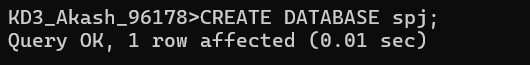 KD3_Akash_96178>CREATE DATABASE spj;
Query OK, 1 row affected (0.01 sec)